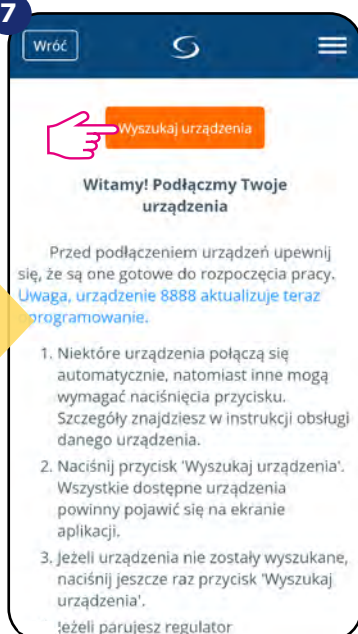 7
Wróć
Wyszukaj urządzenia
Witamy! Podłączmy Twoje
urządzenia
Przed podłączeniem urządzeń upewnij
się, że są one gotowe do rozpoczęcia pracy.
Uwaga, urządzenie 8888 aktualizuje teraz
oprogramowanie.
1. Niektóre urządzenia połączą się
automatycznie, natomiast inne mogą
wymagać naciśnięcia przycisku.
Szczegóły znajdziesz w instrukcji obsługi
danego urządzenia.
2. Naciśnij przycisk 'Wyszukaj urządzenia'.
Wszystkie dostępne urządzenia
powinny pojawić się na ekranie
aplikacji.
3. Jeżeli urządzenia nie zostały wyszukane,
naciśnij jeszcze raz przycisk 'Wyszukaj
urządzenia'.
Jeżeli parujesz regulator